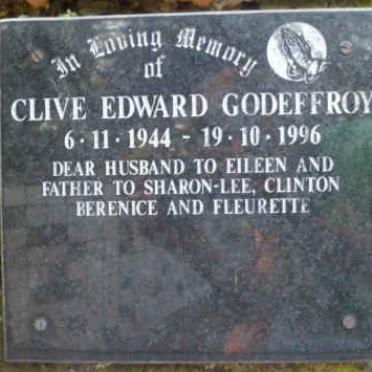 In Loving Memory
of
CLIVE EDWARD GODEFFROY
6·11·1944 - 19·10·1996
DEAR HUSBAND TO EILEEN AND
FATHER TO SHARON-LEE, CLINTON
BERENICE AND FLEURETTE